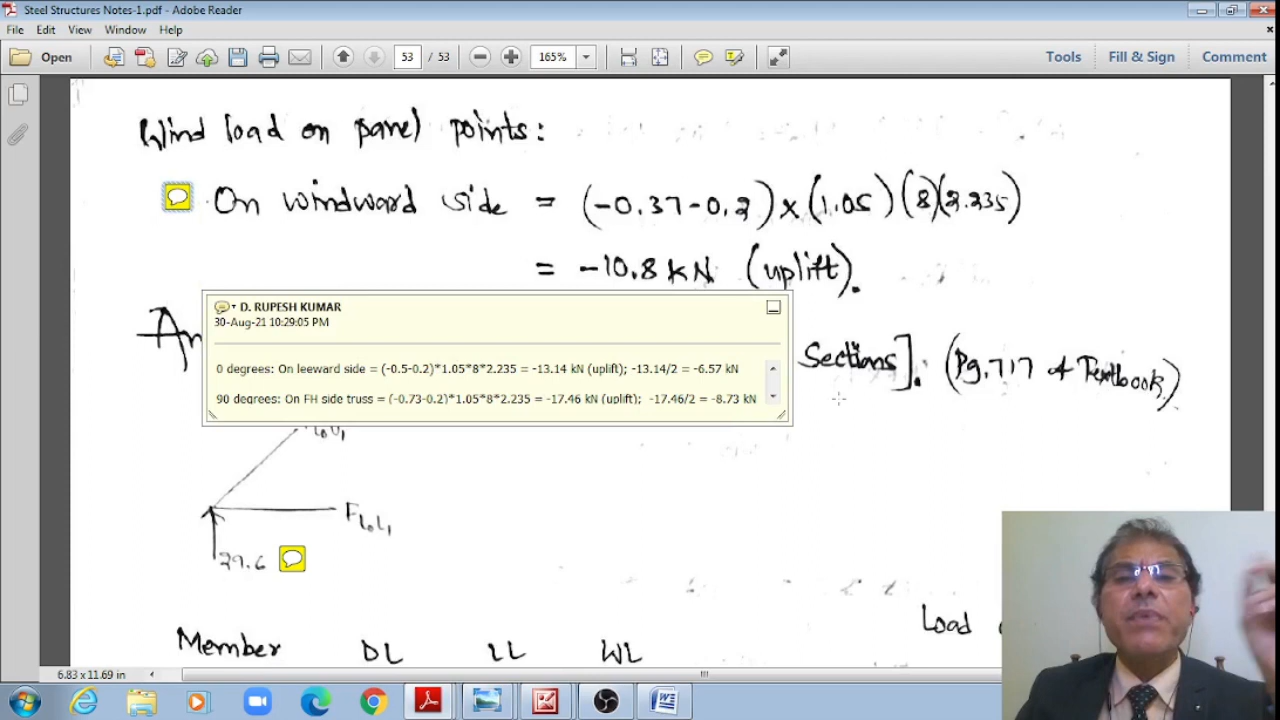 Steel Structures Notes-1.pdf - Adobe Reader
File Edit View Window Help
Open 53 / 53 165% Tools Fill & Sign Comment
Wind load on panel points:
On windward side = (-0.37-0.2)x(1.05)(8)(2.235)
= -10.8 kN (uplift).
D. RUPESH KUMAR
30-Aug-21 10:29:05 PM
0 degrees: On leeward side = (-0.5-0.2)*1.05*8*2.235 = -13.14 kN (uplift); -13.14/2 = -6.57 kN
90 degrees: On FH side truss = (-0.73-0.2)*1.05*8*2.235 = -17.46 kN (uplift); -17.46/2 = -8.73 kN
An Sections]. (Pg.717 of Textbook)
L0U1
FL0L1
29.6
Load
Member DL LL WL
6.83 x 11.69 in